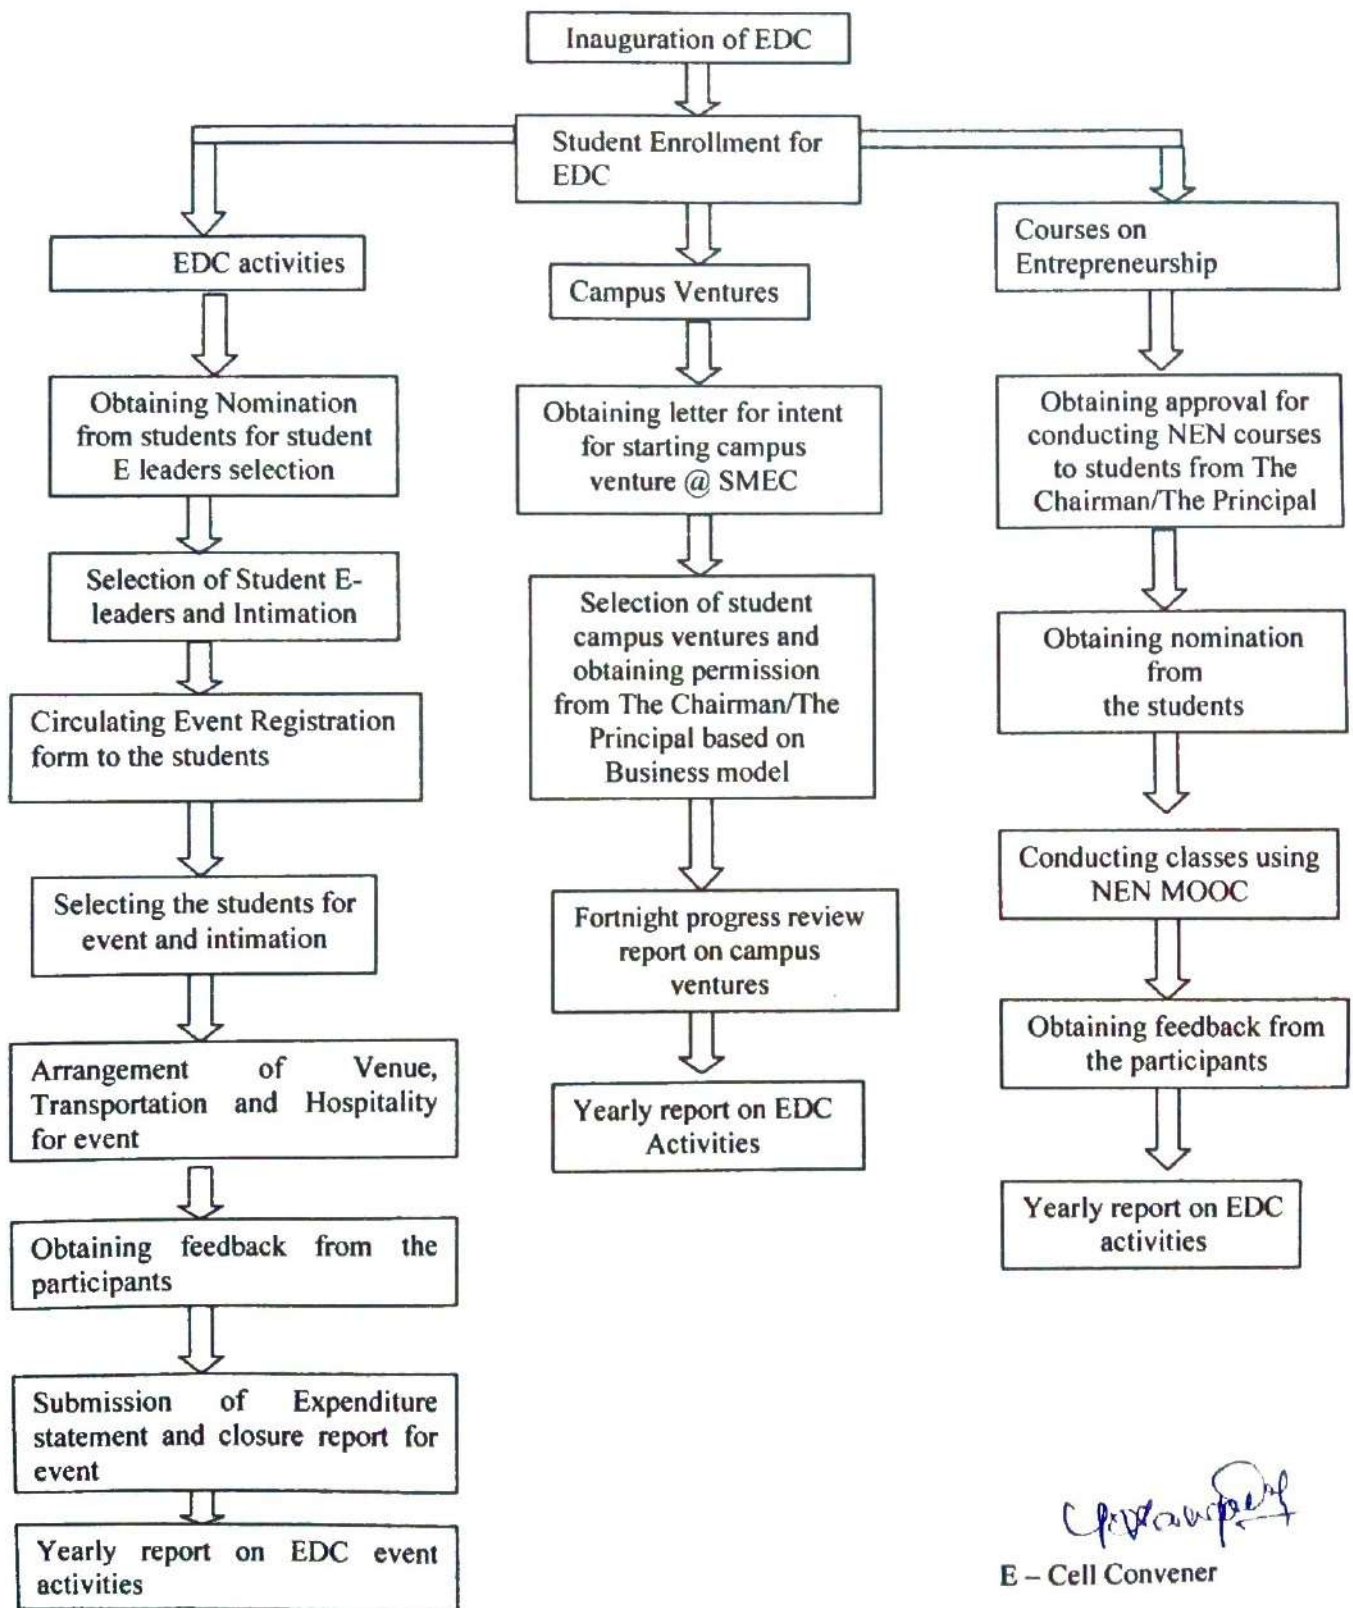 Inauguration of EDC
Student Enrollment for
EDC
EDC activities
Obtaining Nomination
from students for student
E leaders selection
Selection of Student E-
leaders and Intimation
Circulating Event Registration
form to the students
Selecting the students for
event and intimation
Arrangement of Venue,
Transportation and Hospitality
for event
Obtaining feedback from the
participants
Submission of Expenditure
statement and closure report for
event
Yearly report on EDC event
activities
Campus Ventures
Obtaining letter for intent
for starting campus
venture @ SMEC
Selection of student
campus ventures and
obtaining permission
from The Chairman/The
Principal based on
Business model
Fortnight progress review
report on campus
ventures
Yearly report on EDC
Activities
Courses on
Entrepreneurship
Obtaining approval for
conducting NEN courses
to students from The
Chairman/The Principal
Obtaining nomination
from
the students
Conducting classes using
NEN MOOC
Obtaining feedback from
the participants
Yearly report on EDC
activities
E – Cell Convener